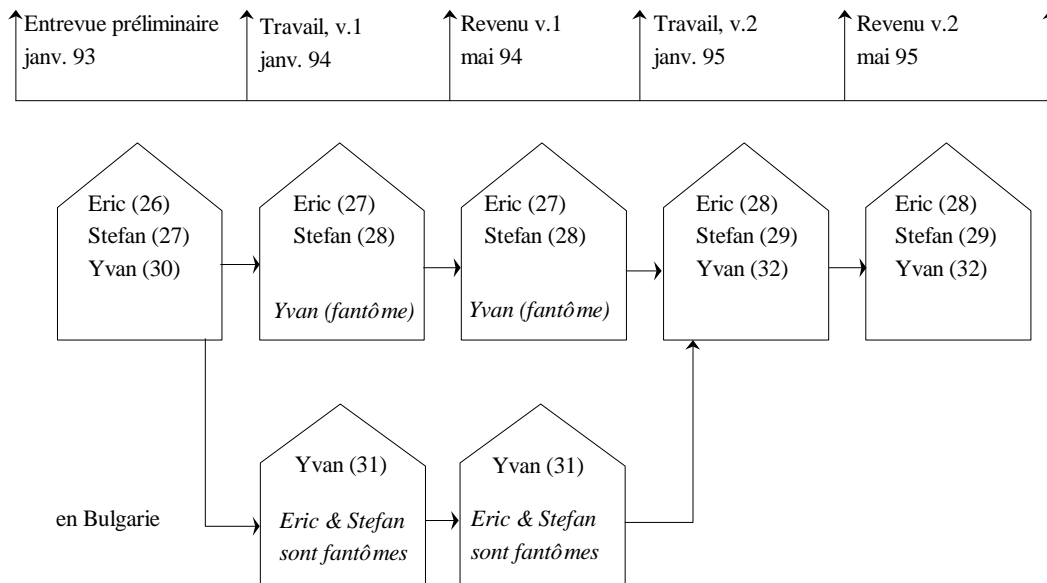 Entrevue préliminaire
janv. 93
Travail, v.1
janv. 94
Revenu v.1
mai 94
Travail, v.2
janv. 95
Revenu v.2
mai 95
Eric (26)
Stefan (27)
Yvan (30)
Eric (27)
Stefan (28)
Yvan (fantôme)
Eric (27)
Stefan (28)
Yvan (fantôme)
Eric (28)
Stefan (29)
Yvan (32)
Eric (28)
Stefan (29)
Yvan (32)
en Bulgarie
Yvan (31)
Eric & Stefan
sont fantômes
Yvan (31)
Eric & Stefan
sont fantômes